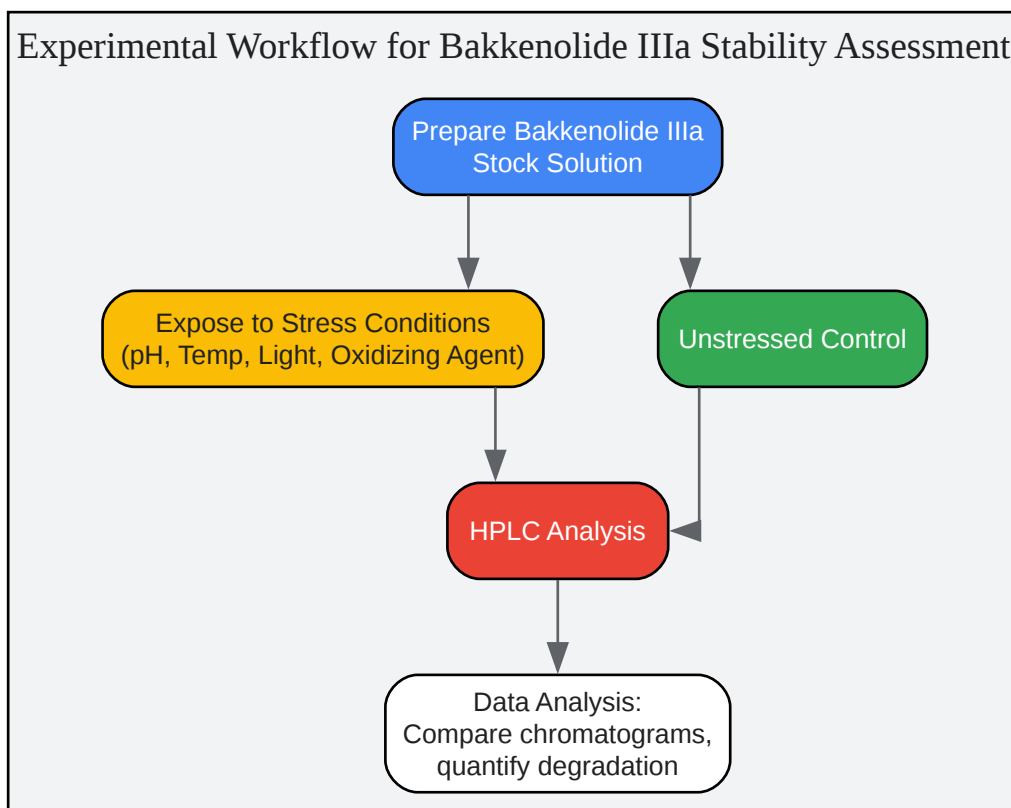 Experimental Workflow for Bakkenolide IIIa Stability Assessment
Prepare Bakkenolide IIIa
Stock Solution
Expose to Stress Conditions
(pH, Temp, Light, Oxidizing Agent)
Unstressed Control
HPLC Analysis
Data Analysis:
Compare chromatograms,
quantify degradation